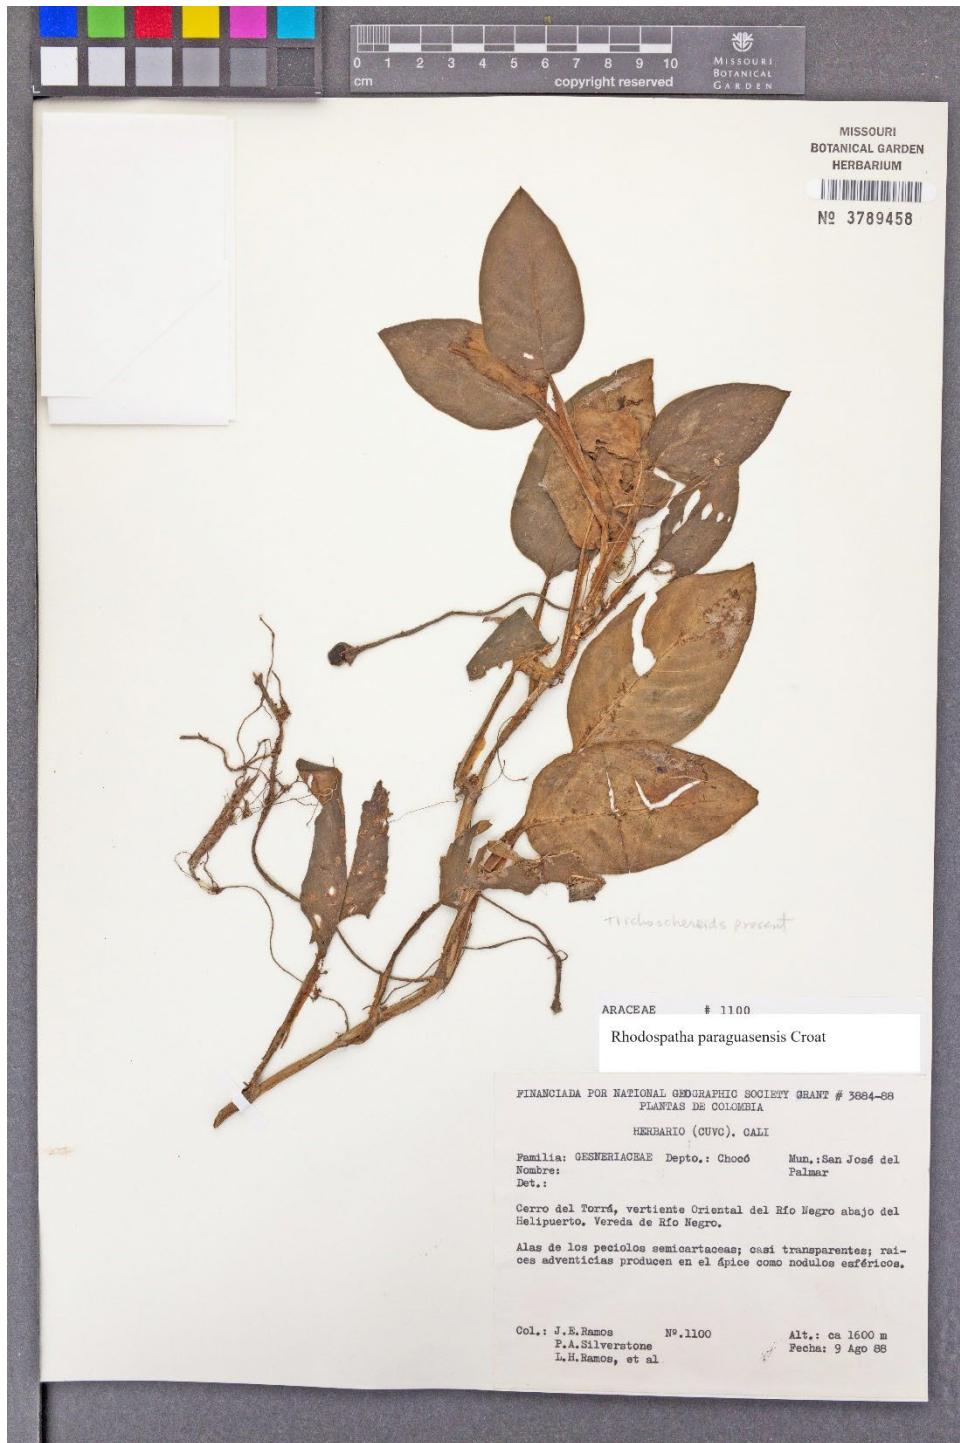 0 1 2 3 4 5 6 7 8 9 10
cm
copyright reserved
MISSOURI
BOTANICAL
GARDEN
MISSOURI
BOTANICAL GARDEN
HERBARIUM
Nº 3789458
Trichosclereids present
ARACEAE # 1100
Rhodospatha paraguasensis Croat
FINANCIADA POR NATIONAL GEOGRAPHIC SOCIETY GRANT # 3884-88
PLANTAS DE COLOMBIA
HERBARIO (CUVC). CALI
Familia: GESNERIACEAE Depto.: Chocó Mun.:San José del
Nombre: Palmar
Det.:
Cerro del Torrá, vertiente Oriental del Río Negro abajo del
Helipuerto. Vereda de Río Negro.
Alas de los peciolos semicartaceas; casi transparentes; rai-
ces adventicias producen en el ápice como nodulos esféricos.
Col.: J.E.Ramos Nº.1100 Alt.: ca 1600 m
P.A.Silverstone Fecha: 9 Ago 88
L.H.Ramos, et al